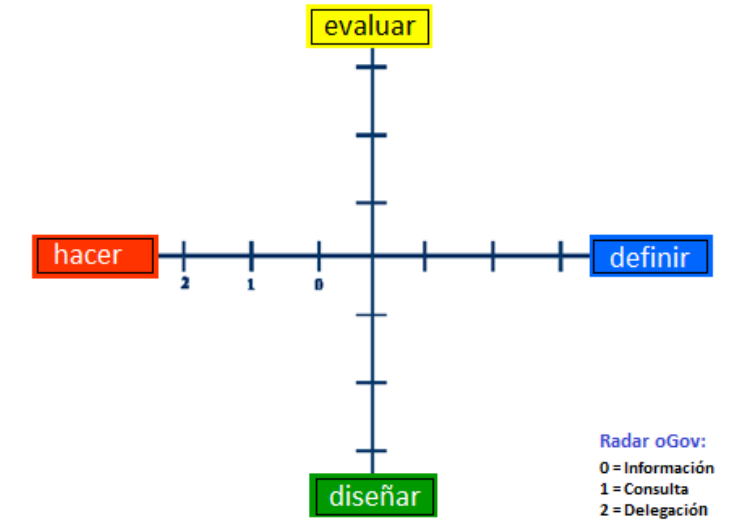 evaluar
hacer
definir
2 1 0
diseñar
Radar oGov:
0 = Información
1 = Consulta
2 = Delegación